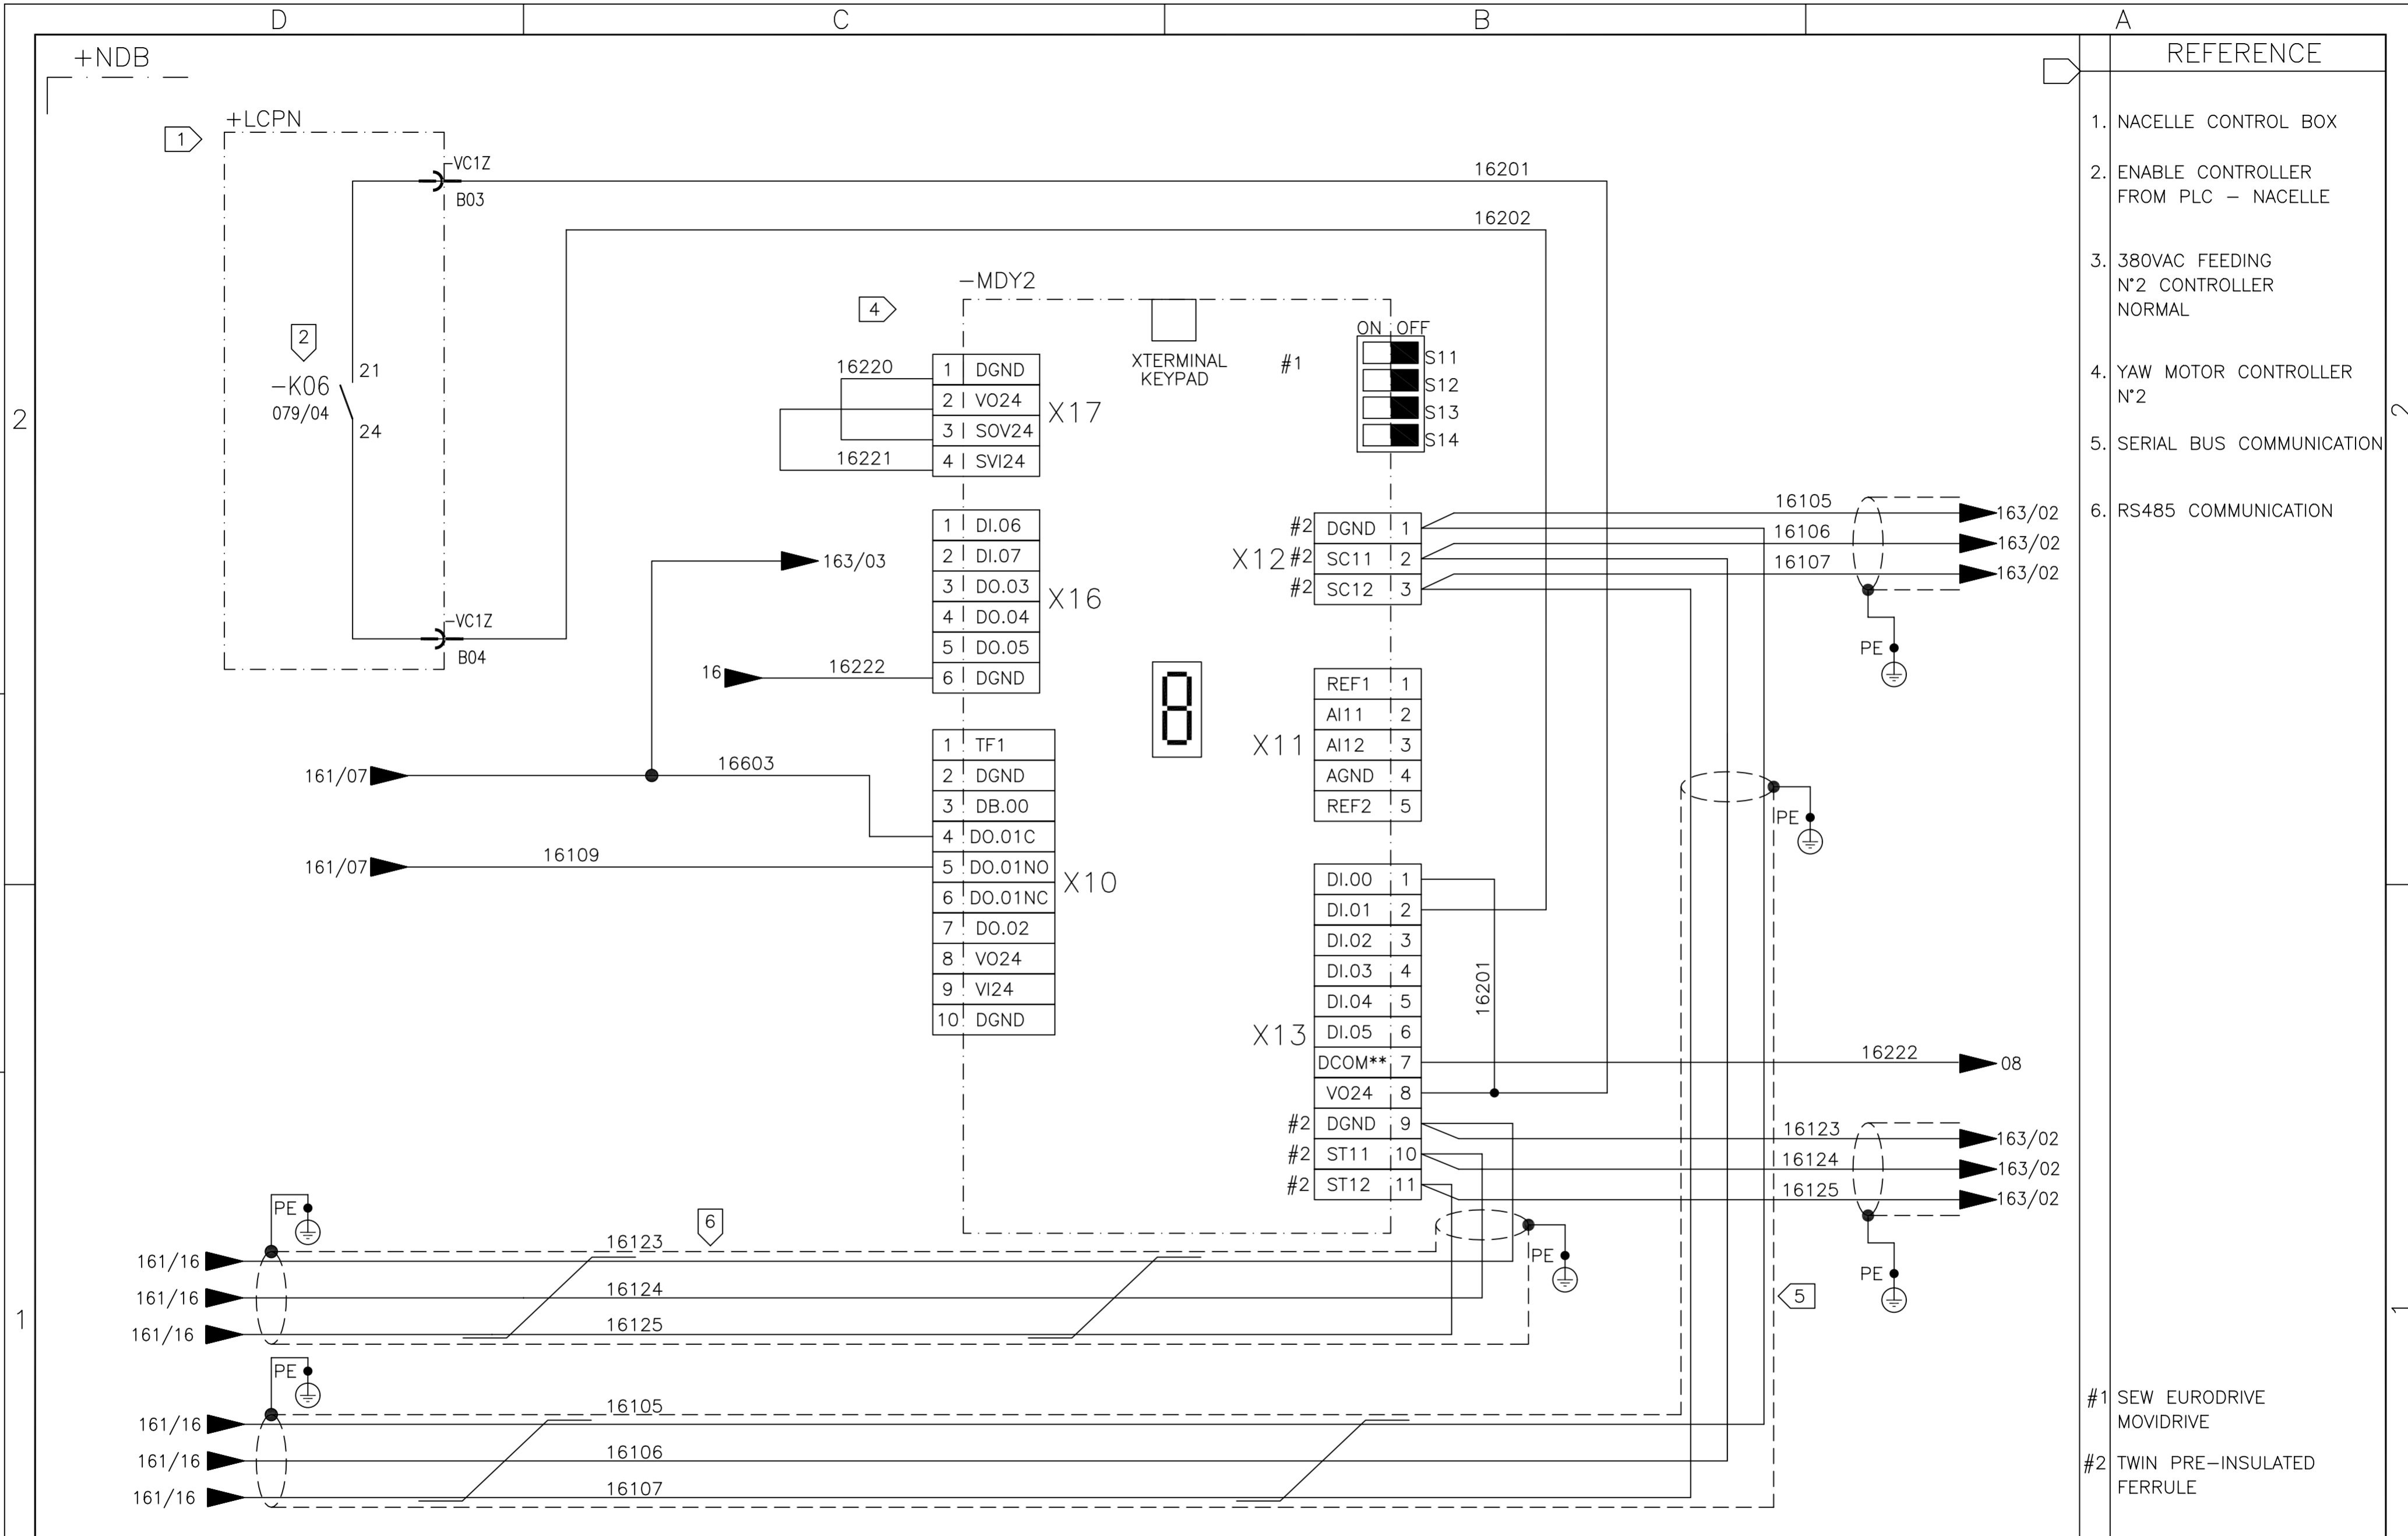 D C B A
+NDB
REFERENCE
1. NACELLE CONTROL BOX
2. ENABLE CONTROLLER
FROM PLC – NACELLE
3. 380VAC FEEDING
N°2 CONTROLLER
NORMAL
4. YAW MOTOR CONTROLLER
N°2
5. SERIAL BUS COMMUNICATION
6. RS485 COMMUNICATION
#1 SEW EURODRIVE
MOVIDRIVE
#2 TWIN PRE-INSULATED
FERRULE
2
1
2
1
1
+LCPN
-VC1Z
B03
2
-K06
079/04
21
24
-VC1Z
B04
16201
16202
4
-MDY2
XTERMINAL
KEYPAD
#1
ON OFF
S11
S12
S13
S14
16220
16221
1 DGND
2 VO24
3 SOV24
4 SVI24
X17
1 DI.06
2 DI.07
3 DO.03
4 DO.04
5 DO.05
6 DGND
X16
163/03
16
16222
1 TF1
2 DGND
3 DB.00
4 DO.01C
5 DO.01NO
6 DO.01NC
7 DO.02
8 VO24
9 VI24
10 DGND
X10
161/07
16603
161/07
16109
X12
#2 DGND 1
#2 SC11 2
#2 SC12 3
16105
163/02
16106
163/02
16107
163/02
PE
X11
REF1 1
AI11 2
AI12 3
AGND 4
REF2 5
PE
X13
DI.00 1
DI.01 2
DI.02 3
DI.03 4
DI.04 5
DI.05 6
DCOM** 7
VO24 8
#2 DGND 9
#2 ST11 10
#2 ST12 11
16201
16222
08
16123
163/02
16124
163/02
16125
163/02
PE
PE
6
161/16
16123
161/16
16124
161/16
16125
PE
5
PE
161/16
16105
161/16
16106
161/16
16107